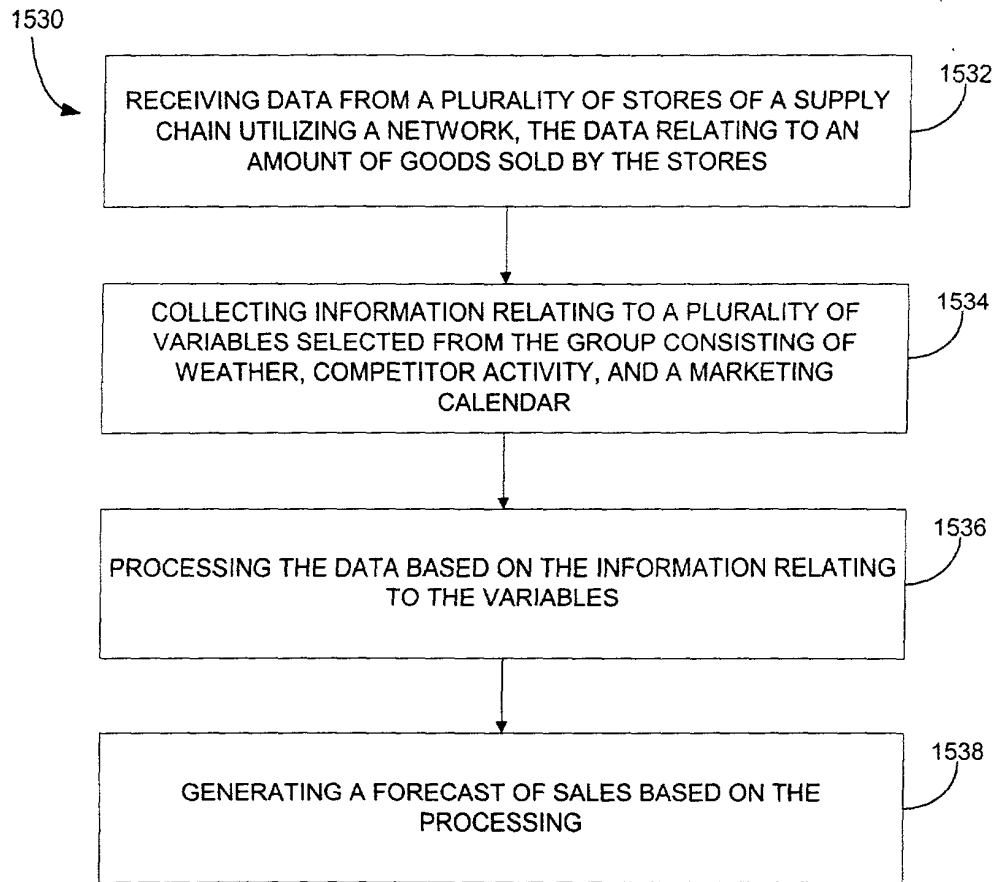 1530
1532
RECEIVING DATA FROM A PLURALITY OF STORES OF A SUPPLY
CHAIN UTILIZING A NETWORK, THE DATA RELATING TO AN
AMOUNT OF GOODS SOLD BY THE STORES
1534
COLLECTING INFORMATION RELATING TO A PLURALITY OF
VARIABLES SELECTED FROM THE GROUP CONSISTING OF
WEATHER, COMPETITOR ACTIVITY, AND A MARKETING
CALENDAR
1536
PROCESSING THE DATA BASED ON THE INFORMATION RELATING
TO THE VARIABLES
1538
GENERATING A FORECAST OF SALES BASED ON THE
PROCESSING